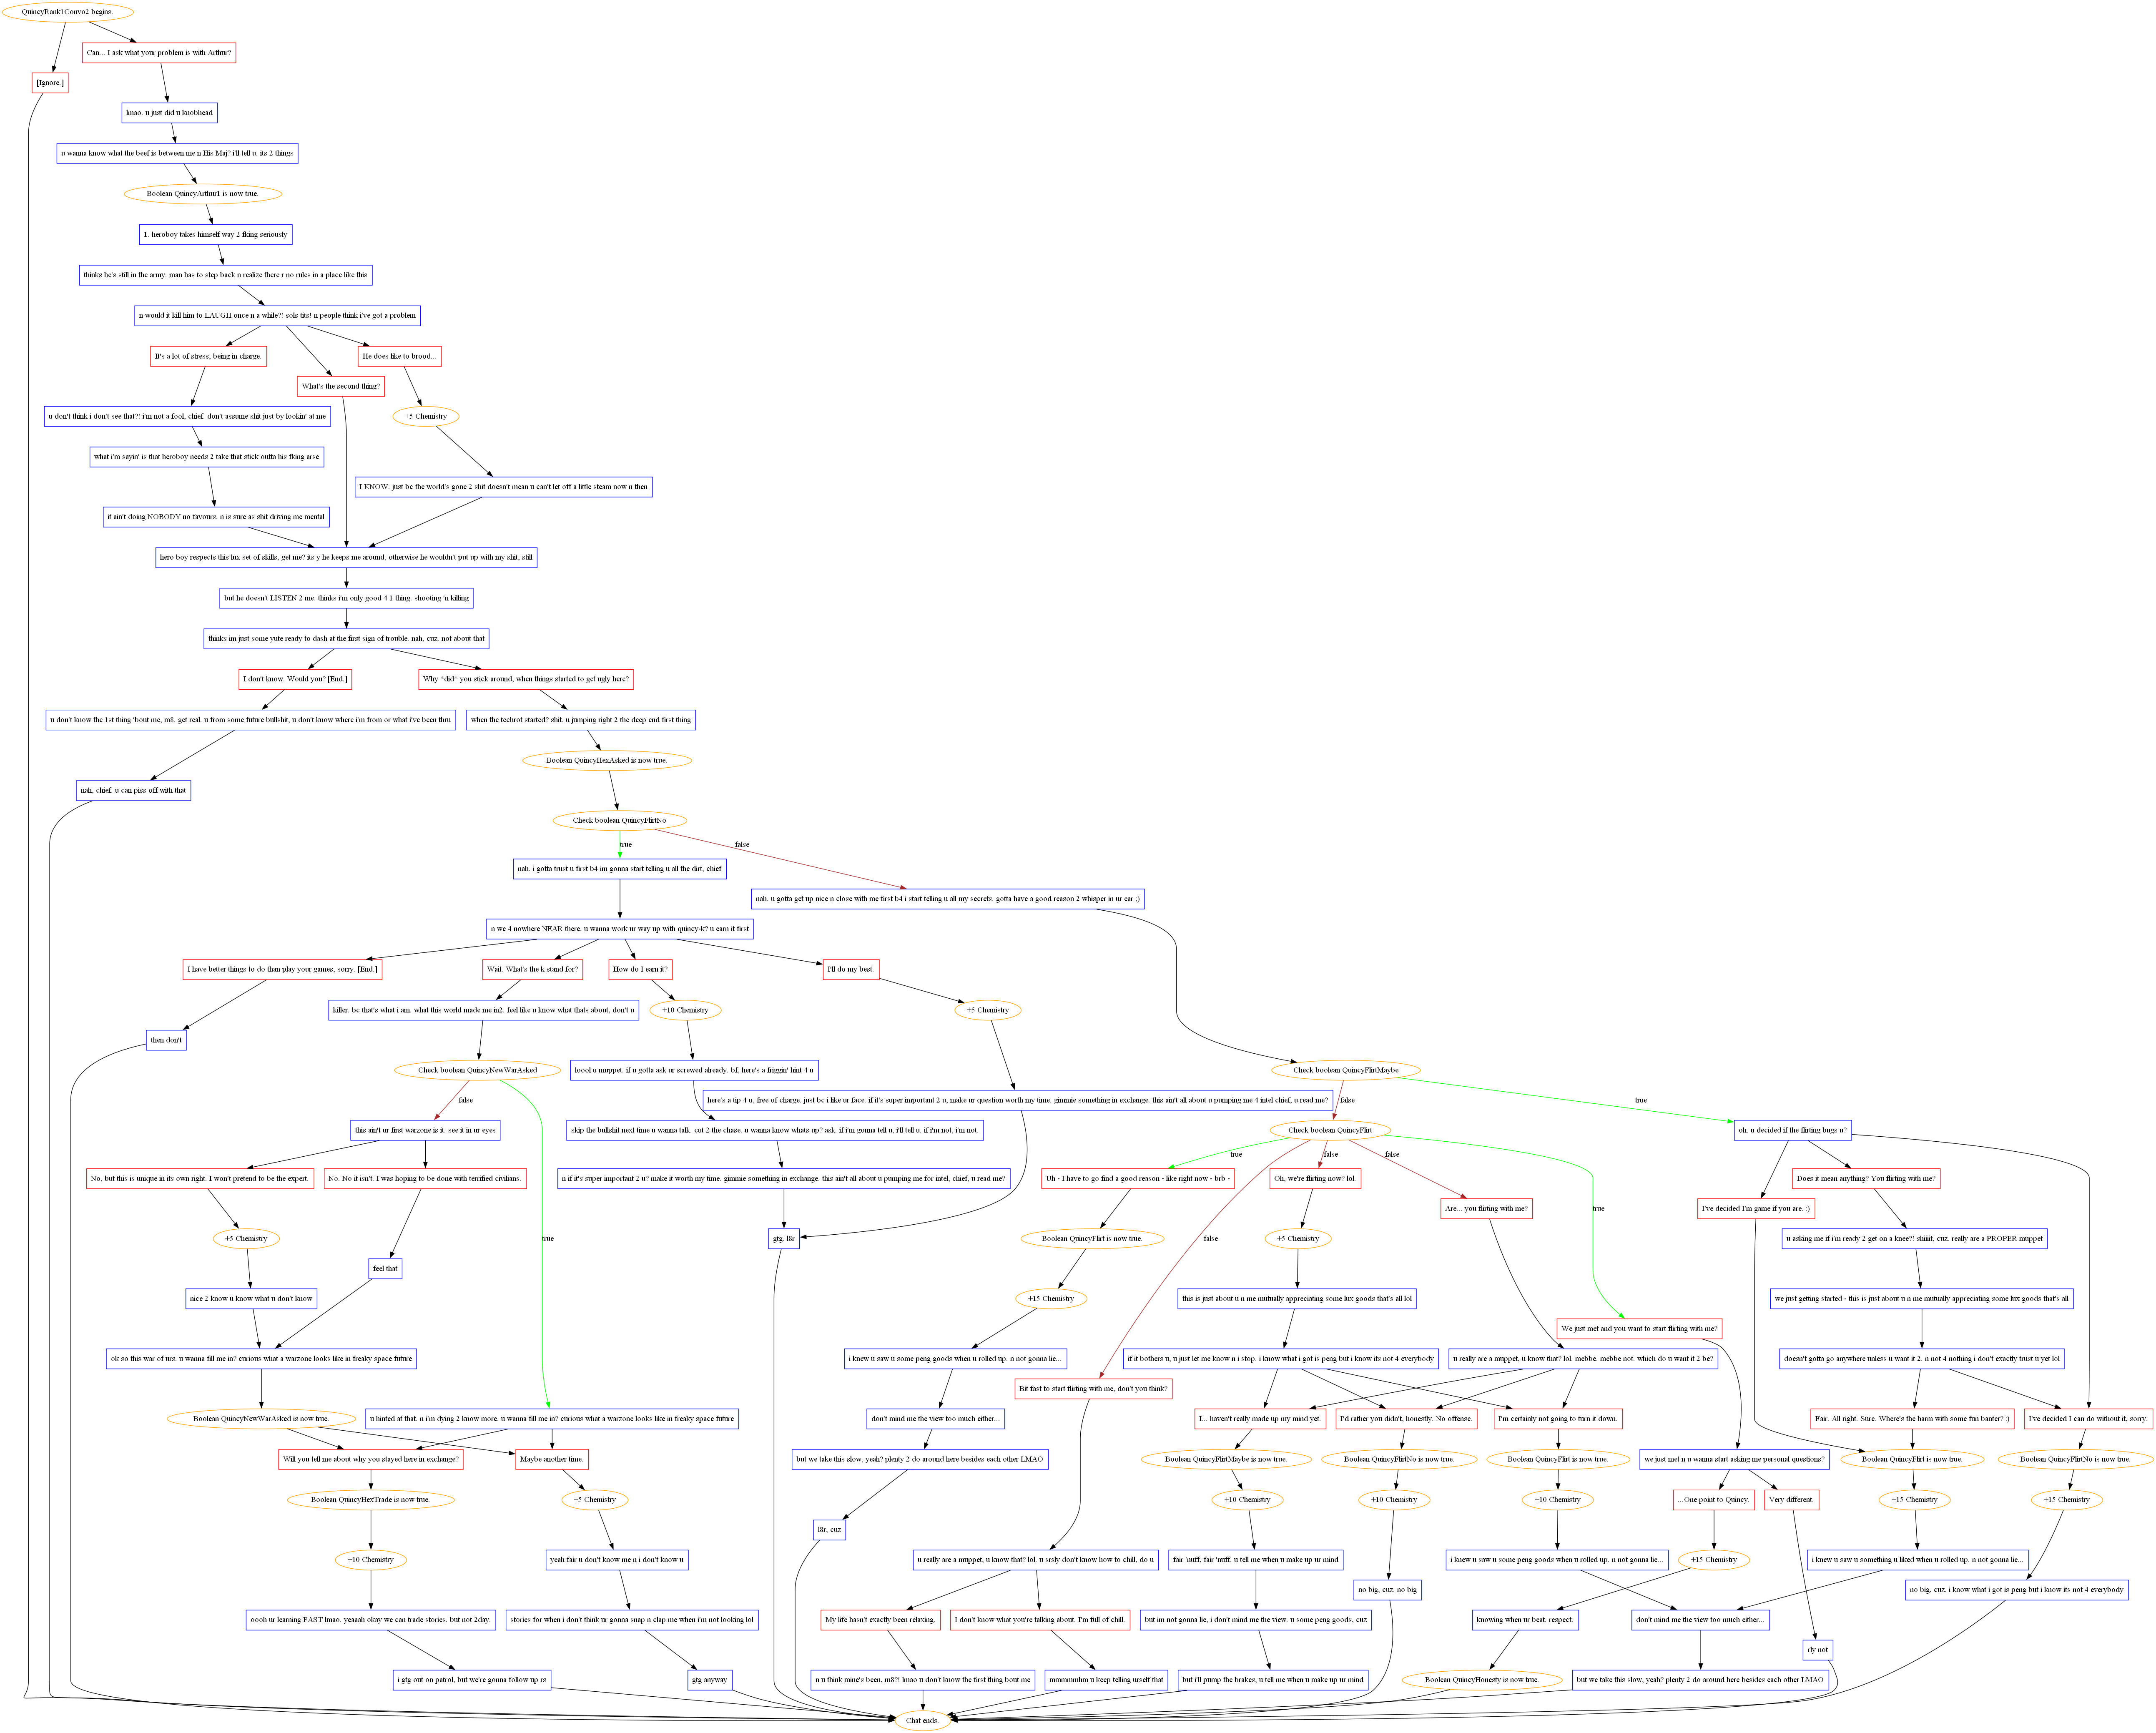 QuincyRank1Convo2 begins.
Can... I ask what your problem is with Arthur?
[Ignore.]
lmao. u just did u knobhead
u wanna know what the beef is between me n His Maj? i'll tell u. its 2 things
Boolean QuincyArthur1 is now true.
1. heroboy takes himself way 2 fking seriously
thinks he's still in the army. man has to step back n realize there r no rules in a place like this
n would it kill him to LAUGH once n a while?! sols tits! n people think i've got a problem
It's a lot of stress, being in charge.
He does like to brood...
What's the second thing?
u don't think i don't see that?! i'm not a fool, chief. don't assume shit just by lookin' at me
+5 Chemistry
what i'm sayin' is that heroboy needs 2 take that stick outta his fking arse
I KNOW. just bc the world's gone 2 shit doesn't mean u can't let off a little steam now n then
it ain't doing NOBODY no favours. n is sure as shit driving me mental
hero boy respects this lux set of skills, get me? its y he keeps me around, otherwise he wouldn't put up with my shit, still
but he doesn't LISTEN 2 me. thinks i'm only good 4 1 thing. shooting 'n killing
thinks im just some yute ready to dash at the first sign of trouble. nah, cuz. not about that
I don't know. Would you? [End.]
Why *did* you stick around, when things started to get ugly here?
u don't know the 1st thing 'bout me, m8. get real. u from some future bullshit, u don't know where i'm from or what i've been thru
when the techrot started? shit. u jumping right 2 the deep end first thing
Boolean QuincyHexAsked is now true.
nah, chief. u can piss off with that
Check boolean QuincyFlirtNo
true
false
nah. i gotta trust u first b4 im gonna start telling u all the dirt, chief
nah. u gotta get up nice n close with me first b4 i start telling u all my secrets. gotta have a good reason 2 whisper in ur ear ;)
n we 4 nowhere NEAR there. u wanna work ur way up with quincy-k? u earn it first
I have better things to do than play your games, sorry. [End.]
Wait. What's the k stand for?
How do I earn it?
I'll do my best.
killer. bc that's what i am. what this world made me in2. feel like u know what thats about, don't u
+10 Chemistry
+5 Chemistry
then don't
Check boolean QuincyNewWarAsked
loool u muppet. if u gotta ask ur screwed already. bf, here's a friggin' hint 4 u
Check boolean QuincyFlirtMaybe
false
here's a tip 4 u, free of charge. just bc i like ur face. if it's super important 2 u, make ur question worth my time. gimmie something in exchange. this ain't all about u pumping me 4 intel chief, u read me?
false
true
this ain't ur first warzone is it. see it in ur eyes
skip the bullshit next time u wanna talk. cut 2 the chase. u wanna know whats up? ask. if i'm gonna tell u, i'll tell u. if i'm not, i'm not.
Check boolean QuincyFlirt
oh. u decided if the flirting bugs u?
true
false
false
No, but this is unique in its own right. I won't pretend to be the expert.
No. No it isn't. I was hoping to be done with terrified civilians.
n if it's super important 2 u? make it worth my time. gimmie something in exchange. this ain't all about u pumping me for intel, chief, u read me?
Uh - I have to go find a good reason - like right now - brb -
Oh, we're flirting now? lol.
Does it mean anything? You flirting with me?
Are... you flirting with me?
true
I've decided I'm game if you are. :)
+5 Chemistry
true
gtg. l8r
Boolean QuincyFlirt is now true.
false
+5 Chemistry
u asking me if i'm ready 2 get on a knee?! shiiiit, cuz. really are a PROPER muppet
feel that
nice 2 know u know what u don't know
+15 Chemistry
this is just about u n me mutually appreciating some lux goods that's all lol
we just getting started - this is just about u n me mutually appreciating some lux goods that's all
We just met and you want to start flirting with me?
ok so this war of urs. u wanna fill me in? curious what a warzone looks like in freaky space future
i knew u saw u some peng goods when u rolled up. n not gonna lie...
if it bothers u, u just let me know n i stop. i know what i got is peng but i know its not 4 everybody
u really are a muppet, u know that? lol. mebbe. mebbe not. which do u want it 2 be?
doesn't gotta go anywhere unless u want it 2. n not 4 nothing i don't exactly trust u yet lol
Bit fast to start flirting with me, don't you think?
Boolean QuincyNewWarAsked is now true.
u hinted at that. n i'm dying 2 know more. u wanna fill me in? curious what a warzone looks like in freaky space future
don't mind me the view too much either...
I... haven't really made up my mind yet.
I'd rather you didn't, honestly. No offense.
I'm certainly not going to turn it down.
Fair. All right. Sure. Where's the harm with some fun banter? :)
I've decided I can do without it, sorry.
Will you tell me about why you stayed here in exchange?
Maybe another time.
but we take this slow, yeah? plenty 2 do around here besides each other LMAO
Boolean QuincyFlirtMaybe is now true.
Boolean QuincyFlirtNo is now true.
Boolean QuincyFlirt is now true.
we just met n u wanna start asking me personal questions?
Boolean QuincyFlirt is now true.
Boolean QuincyFlirtNo is now true.
Boolean QuincyHexTrade is now true.
+5 Chemistry
+10 Chemistry
+10 Chemistry
+10 Chemistry
...One point to Quincy.
Very different.
+15 Chemistry
+15 Chemistry
l8r, cuz
+10 Chemistry
yeah fair u don't know me n i don't know u
u really are a muppet, u know that? lol. u srsly don't know how to chill, do u
fair 'nuff, fair 'nuff. u tell me when u make up ur mind
i knew u saw u some peng goods when u rolled up. n not gonna lie...
+15 Chemistry
i knew u saw u something u liked when u rolled up. n not gonna lie...
no big, cuz. no big
no big, cuz. i know what i got is peng but i know its not 4 everybody
oooh ur learning FAST lmao. yeaaah okay we can trade stories. but not 2day.
stories for when i don't think ur gonna snap n clap me when i'm not looking lol
My life hasn't exactly been relaxing.
I don't know what you're talking about. I'm full of chill.
but im not gonna lie, i don't mind me the view. u some peng goods, cuz
knowing when ur beat. respect.
don't mind me the view too much either...
rly not
i gtg out on patrol, but we're gonna follow up rs
gtg anyway
n u think mine's been, m8?! lmao u don't know the first thing bout me
mmmmmhm u keep telling urself that
but i'll pump the brakes, u tell me when u make up ur mind
Boolean QuincyHonesty is now true.
but we take this slow, yeah? plenty 2 do around here besides each other LMAO
Chat ends.